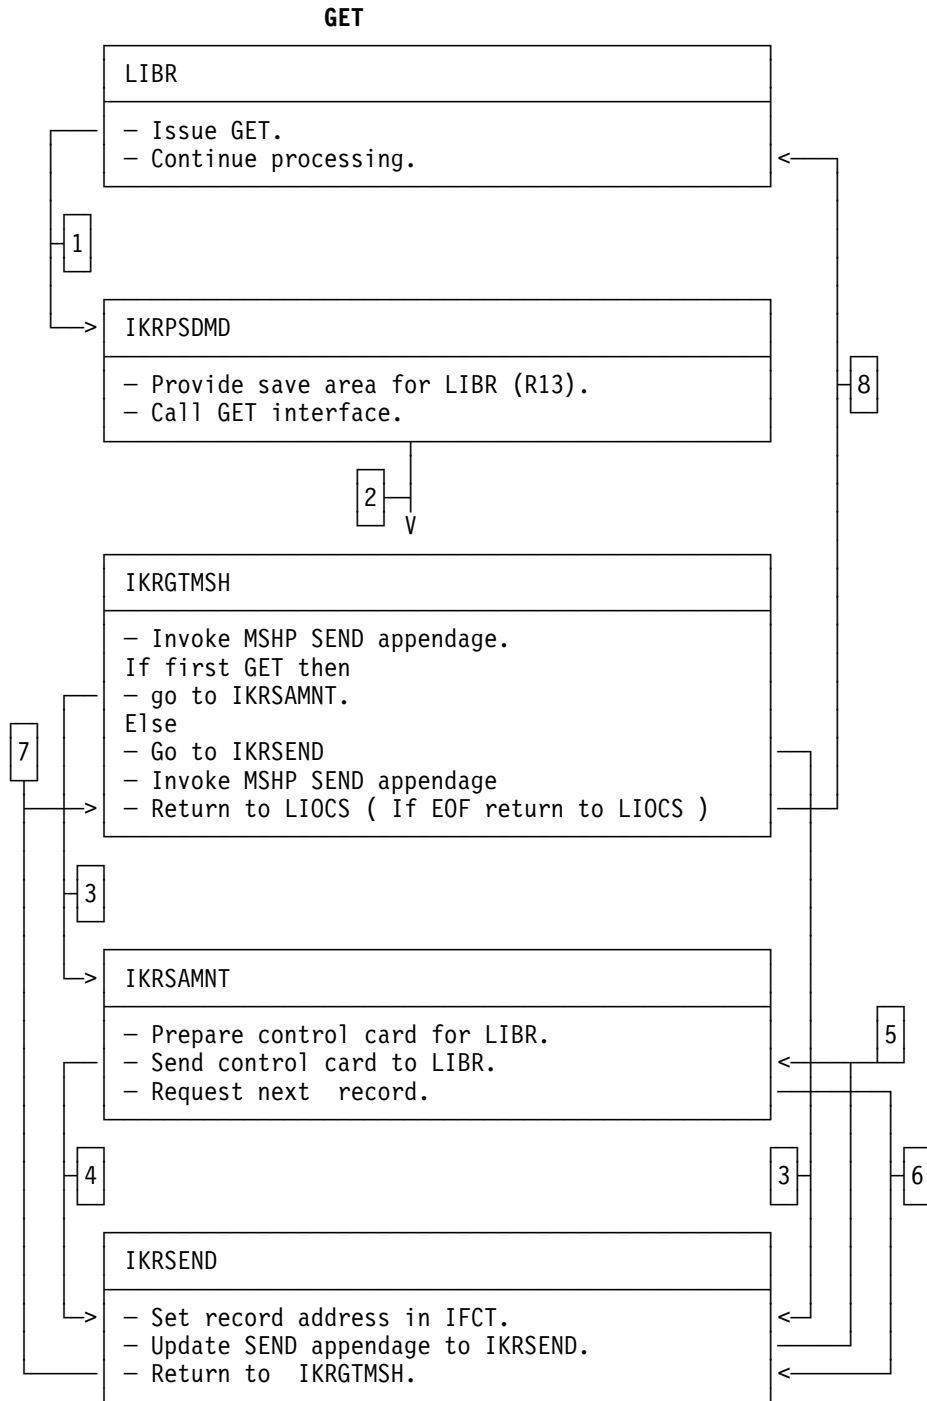 GET
LIBR
– Issue GET.
– Continue processing.
1
IKRPSDMD
– Provide save area for LIBR (R13).
– Call GET interface.
8
2
IKRGTMSH
– Invoke MSHP SEND appendage.
If first GET then
– go to IKRSAMNT.
Else
7
– Go to IKRSEND
– Invoke MSHP SEND appendage
– Return to LIOCS ( If EOF return to LIOCS )
3
IKRSAMNT
– Prepare control card for LIBR.
5
– Send control card to LIBR.
– Request next  record.
4
3
6
IKRSEND
– Set record address in IFCT.
– Update SEND appendage to IKRSEND.
– Return to  IKRGTMSH.